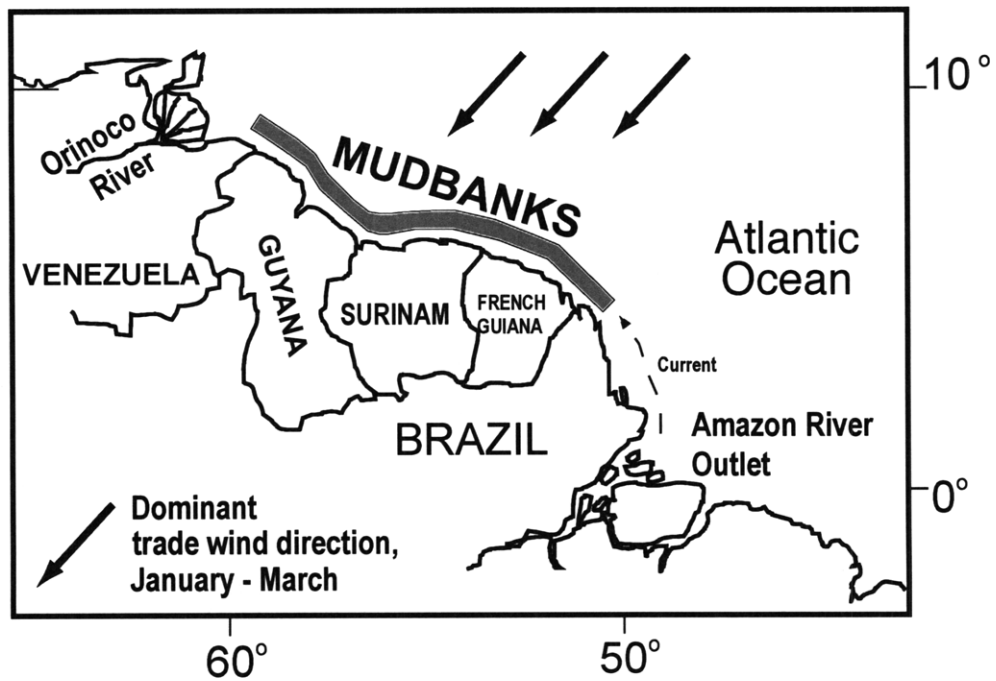 10°
Orinoco
River
MUDBANKS
Atlantic
Ocean
VENEZUELA
GUYANA
SURINAM
FRENCH
GUIANA
Current
BRAZIL
Amazon River
Outlet
0°
Dominant
trade wind direction,
January - March
60°
50°